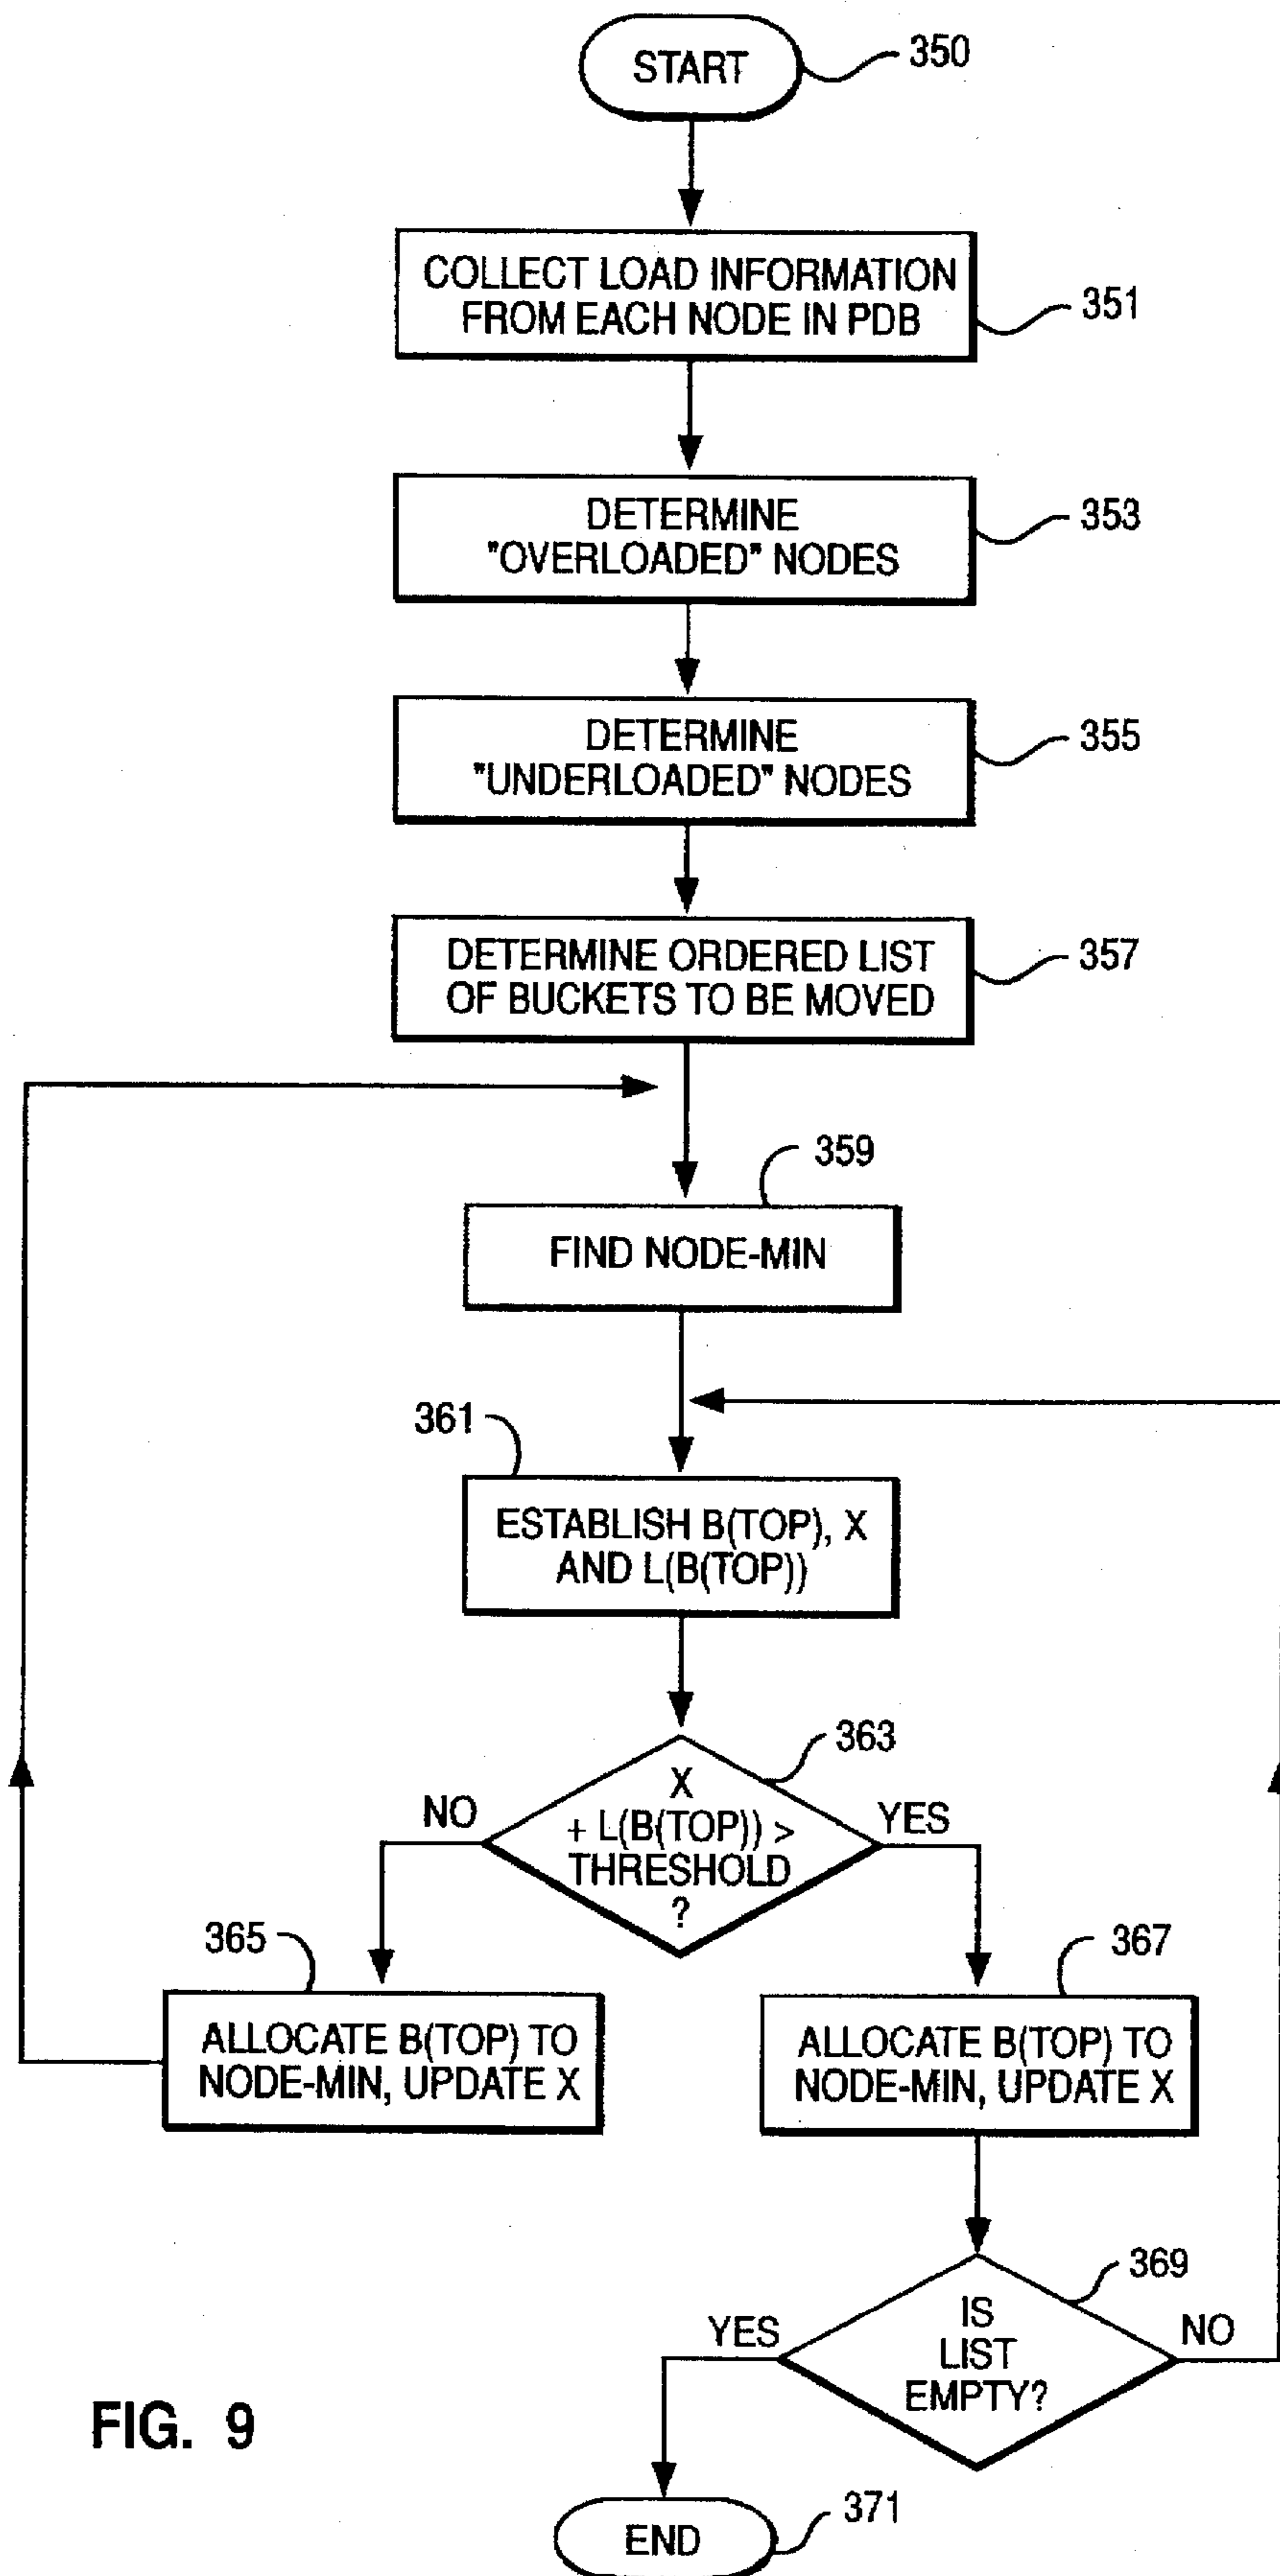 START
350
COLLECT LOAD INFORMATION
FROM EACH NODE IN PDB
351
DETERMINE
"OVERLOADED" NODES
353
DETERMINE
"UNDERLOADED" NODES
355
DETERMINE ORDERED LIST
OF BUCKETS TO BE MOVED
357
359
FIND NODE-MIN
361
ESTABLISH B(TOP), X
AND L(B(TOP))
363
X
+ L(B(TOP)) >
THRESHOLD
?
NO
YES
365
ALLOCATE B(TOP) TO
NODE-MIN, UPDATE X
367
ALLOCATE B(TOP) TO
NODE-MIN, UPDATE X
369
IS
LIST
EMPTY?
YES
NO
FIG. 9
END
371